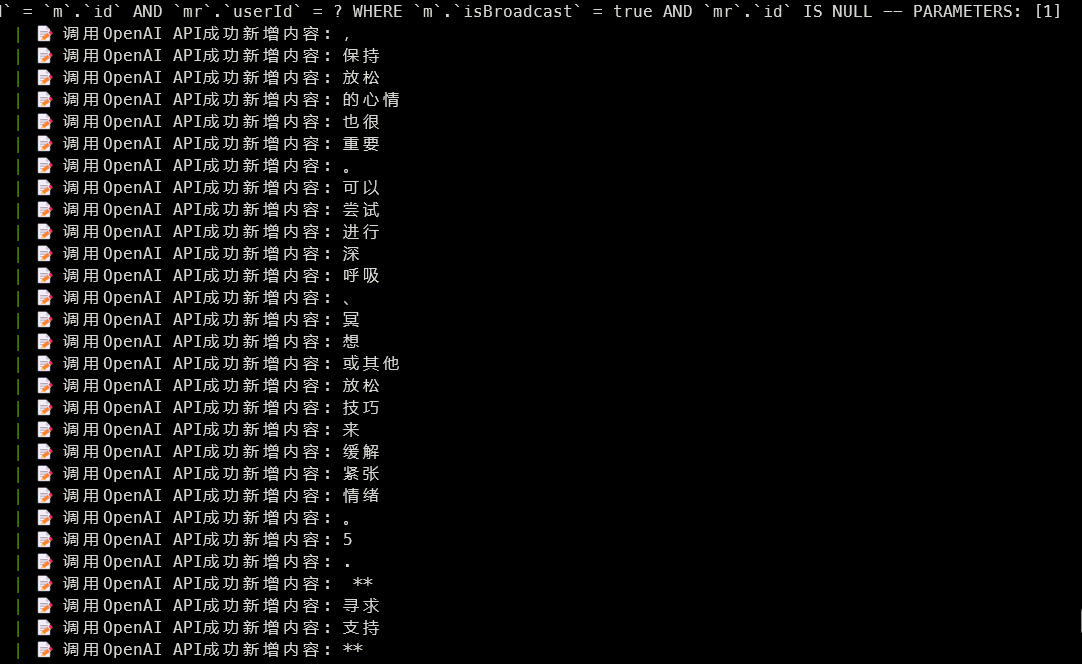 ` = `m`.`id` AND `mr`.`userId` = ? WHERE `m`.`isBroadcast` = true AND `mr`.`id` IS NULL -- PARAMETERS: [1]
| 📝 调用OpenAI API成功新增内容: ,
| 📝 调用OpenAI API成功新增内容: 保持
| 📝 调用OpenAI API成功新增内容: 放松
| 📝 调用OpenAI API成功新增内容: 的心情
| 📝 调用OpenAI API成功新增内容: 也很
| 📝 调用OpenAI API成功新增内容: 重要
| 📝 调用OpenAI API成功新增内容: 。
| 📝 调用OpenAI API成功新增内容: 可以
| 📝 调用OpenAI API成功新增内容: 尝试
| 📝 调用OpenAI API成功新增内容: 进行
| 📝 调用OpenAI API成功新增内容: 深
| 📝 调用OpenAI API成功新增内容: 呼吸
| 📝 调用OpenAI API成功新增内容: 、
| 📝 调用OpenAI API成功新增内容: 冥
| 📝 调用OpenAI API成功新增内容: 想
| 📝 调用OpenAI API成功新增内容: 或其他
| 📝 调用OpenAI API成功新增内容: 放松
| 📝 调用OpenAI API成功新增内容: 技巧
| 📝 调用OpenAI API成功新增内容: 来
| 📝 调用OpenAI API成功新增内容: 缓解
| 📝 调用OpenAI API成功新增内容: 紧张
| 📝 调用OpenAI API成功新增内容: 情绪
| 📝 调用OpenAI API成功新增内容: 。
| 📝 调用OpenAI API成功新增内容: 5
| 📝 调用OpenAI API成功新增内容: .
| 📝 调用OpenAI API成功新增内容:  **
| 📝 调用OpenAI API成功新增内容: 寻求
| 📝 调用OpenAI API成功新增内容: 支持
| 📝 调用OpenAI API成功新增内容: **